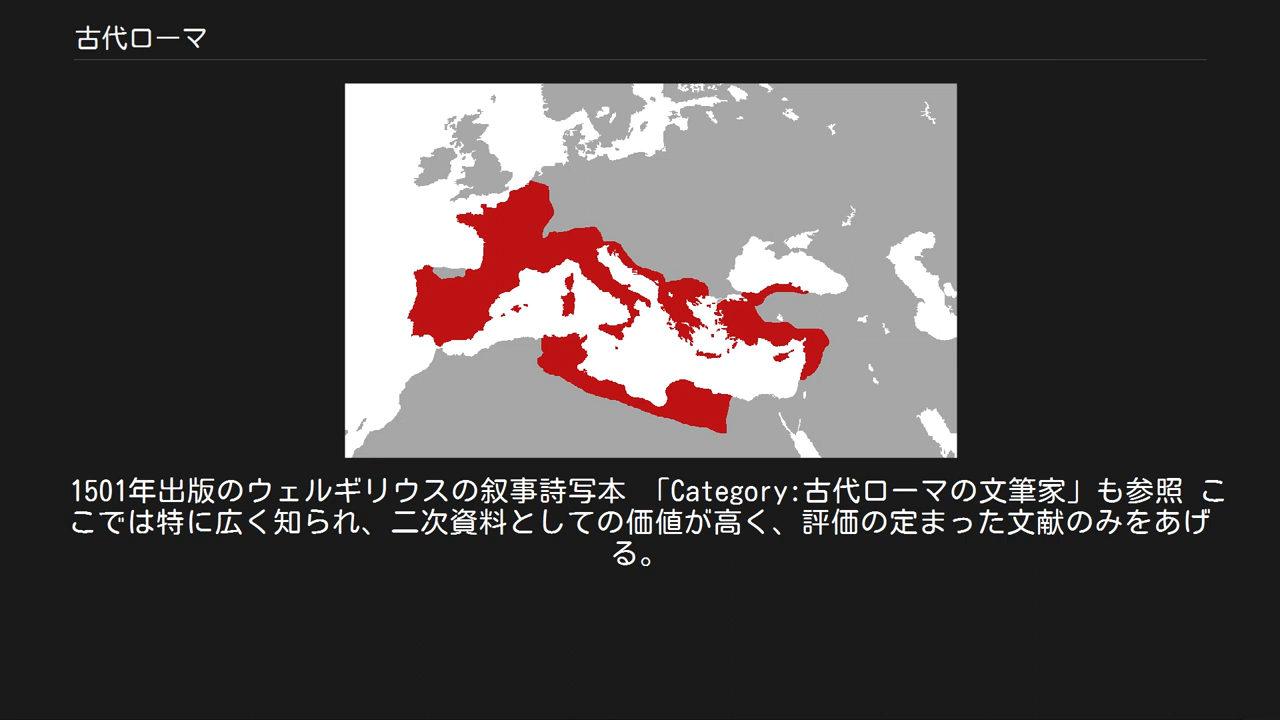 古代ローマ
1501年出版のウェルギリウスの叙事詩写本 「Category:古代ローマの文筆家」も参照 こ
こでは特に広く知られ、二次資料としての価値が高く、評価の定まった文献のみをあげ
る。